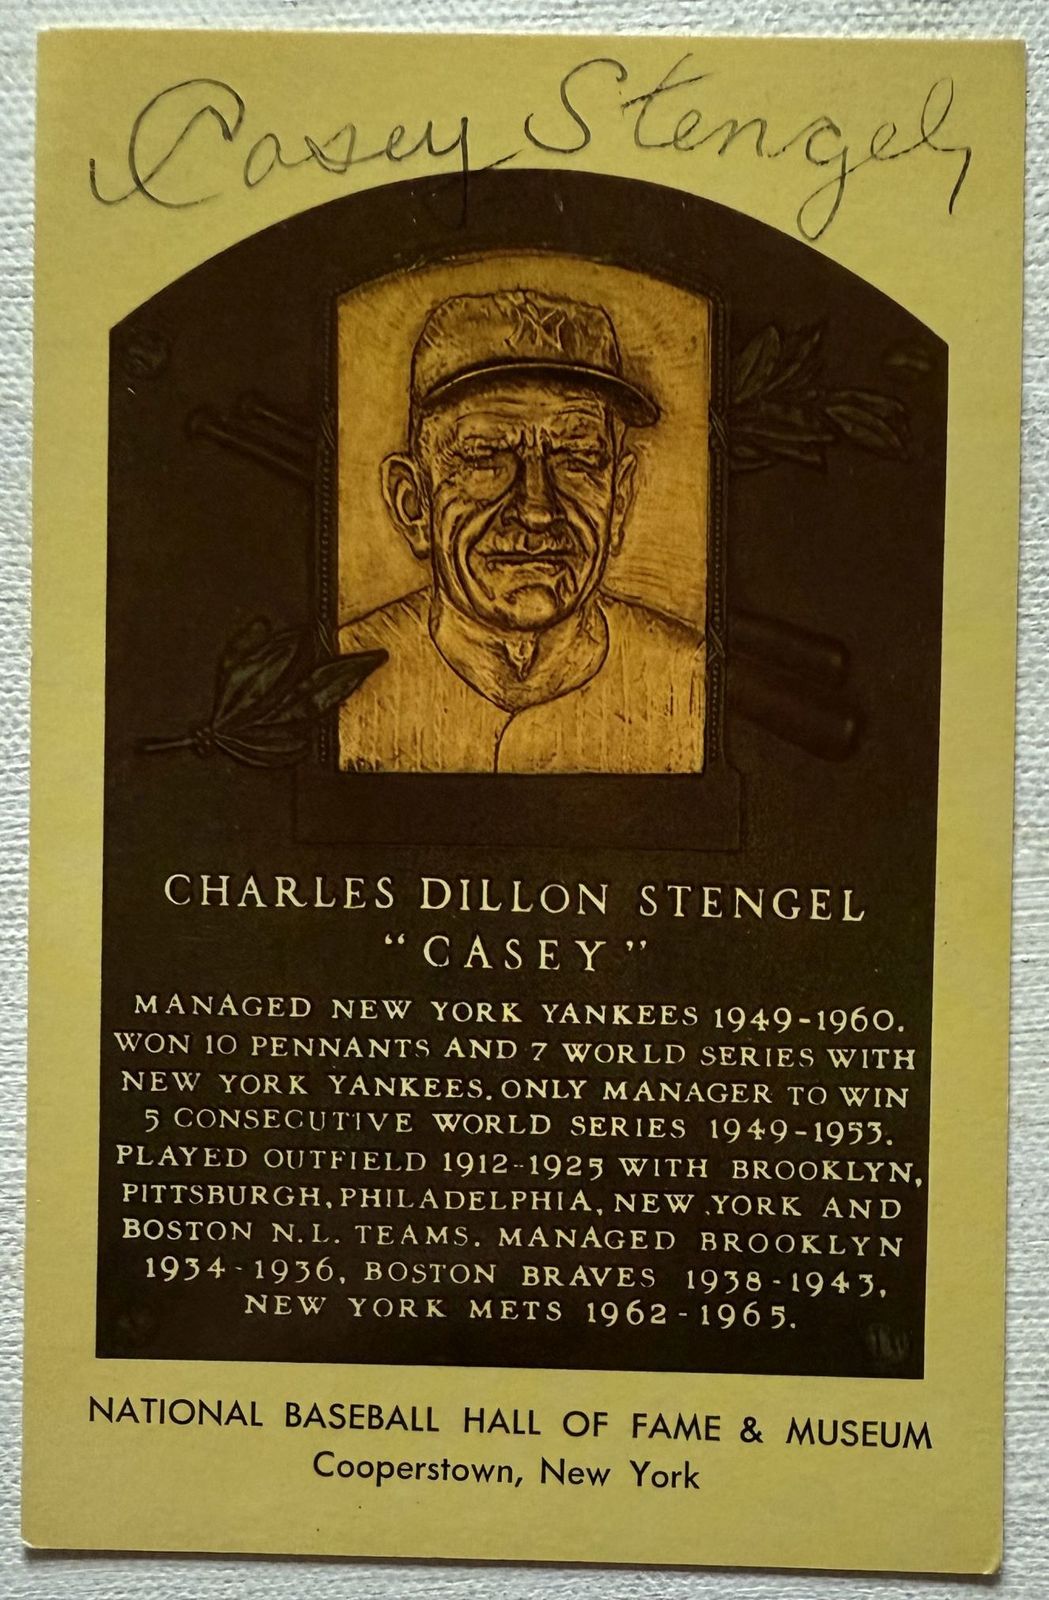 Casey Stengel
NY
CHARLES DILLON STENGEL
"CASEY"
MANAGED NEW YORK YANKEES 1949-1960.
WON 10 PENNANTS AND 7 WORLD SERIES WITH
NEW YORK YANKEES. ONLY MANAGER TO WIN
5 CONSECUTIVE WORLD SERIES 1949-1953.
PLAYED OUTFIELD 1912-1925 WITH BROOKLYN,
PITTSBURGH, PHILADELPHIA, NEW YORK AND
BOSTON N.L. TEAMS. MANAGED BROOKLYN
1934-1936, BOSTON BRAVES 1938-1943,
NEW YORK METS 1962-1965.
NATIONAL BASEBALL HALL OF FAME & MUSEUM
Cooperstown, New York